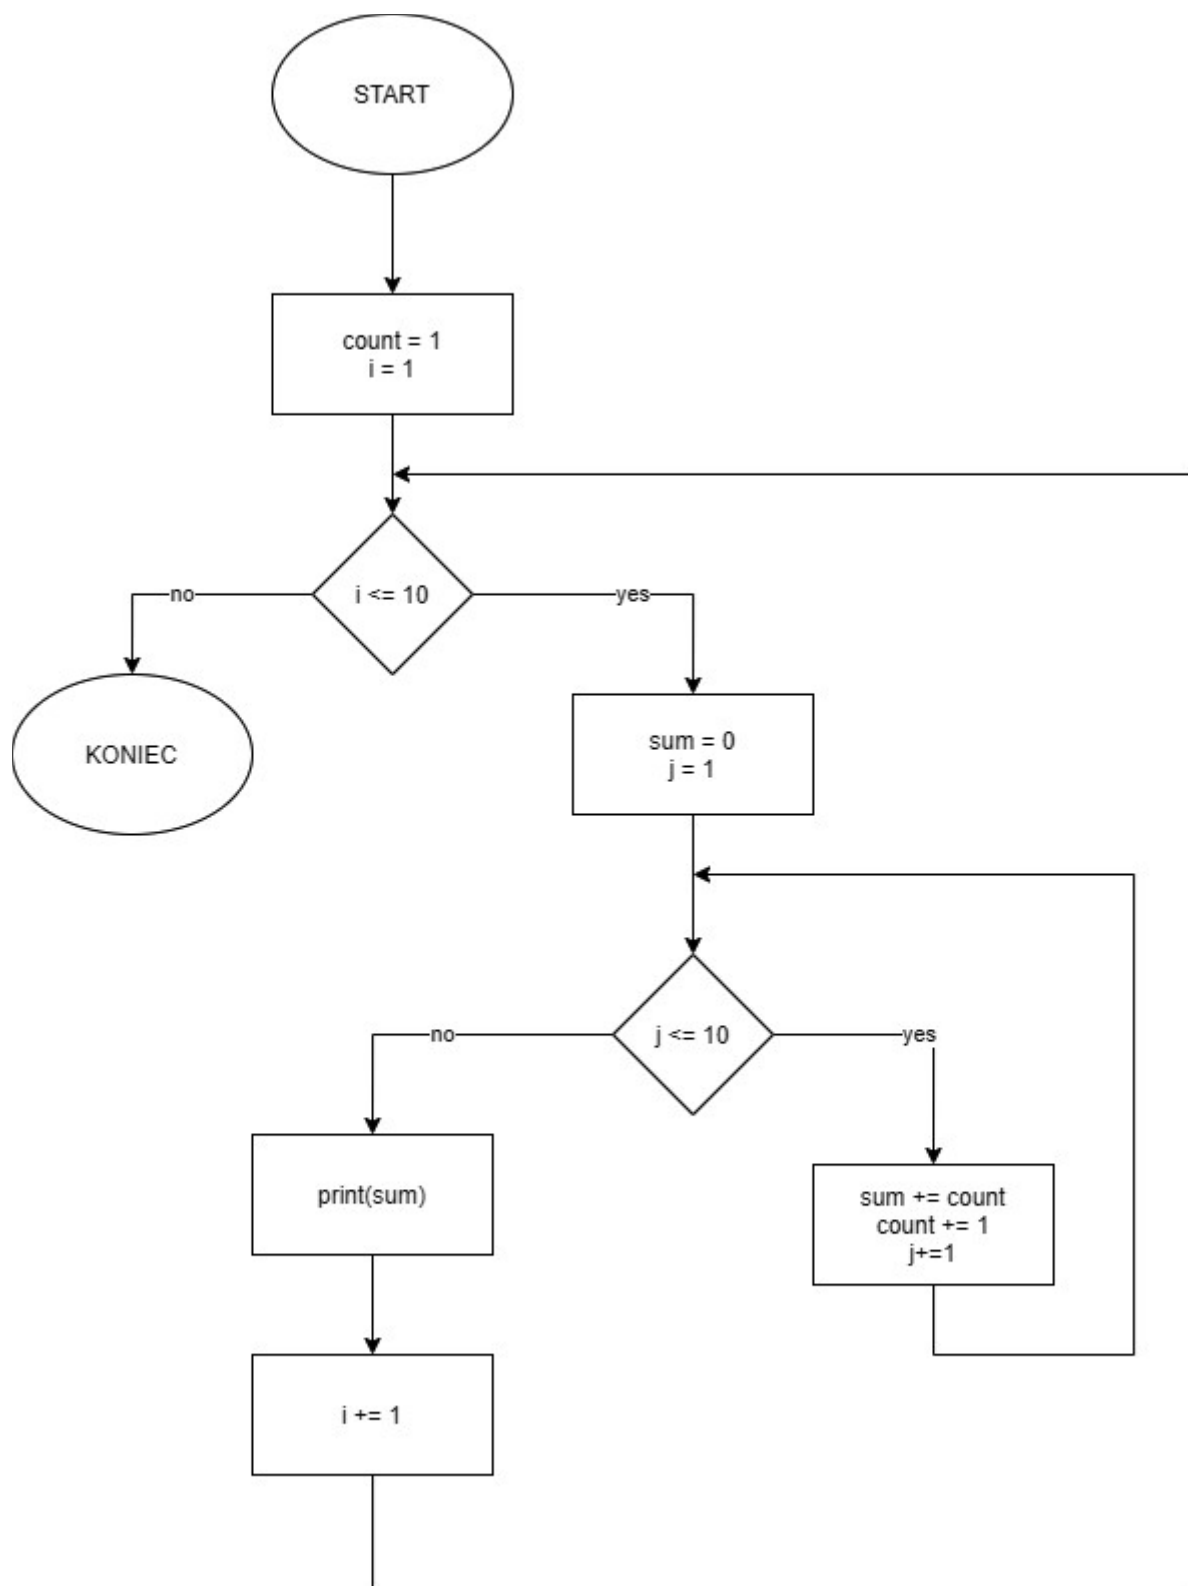 START
count = 1
i = 1
i <= 10
no
yes
KONIEC
sum = 0
j = 1
j <= 10
no
yes
print(sum)
sum += count
count += 1
j+=1
i += 1